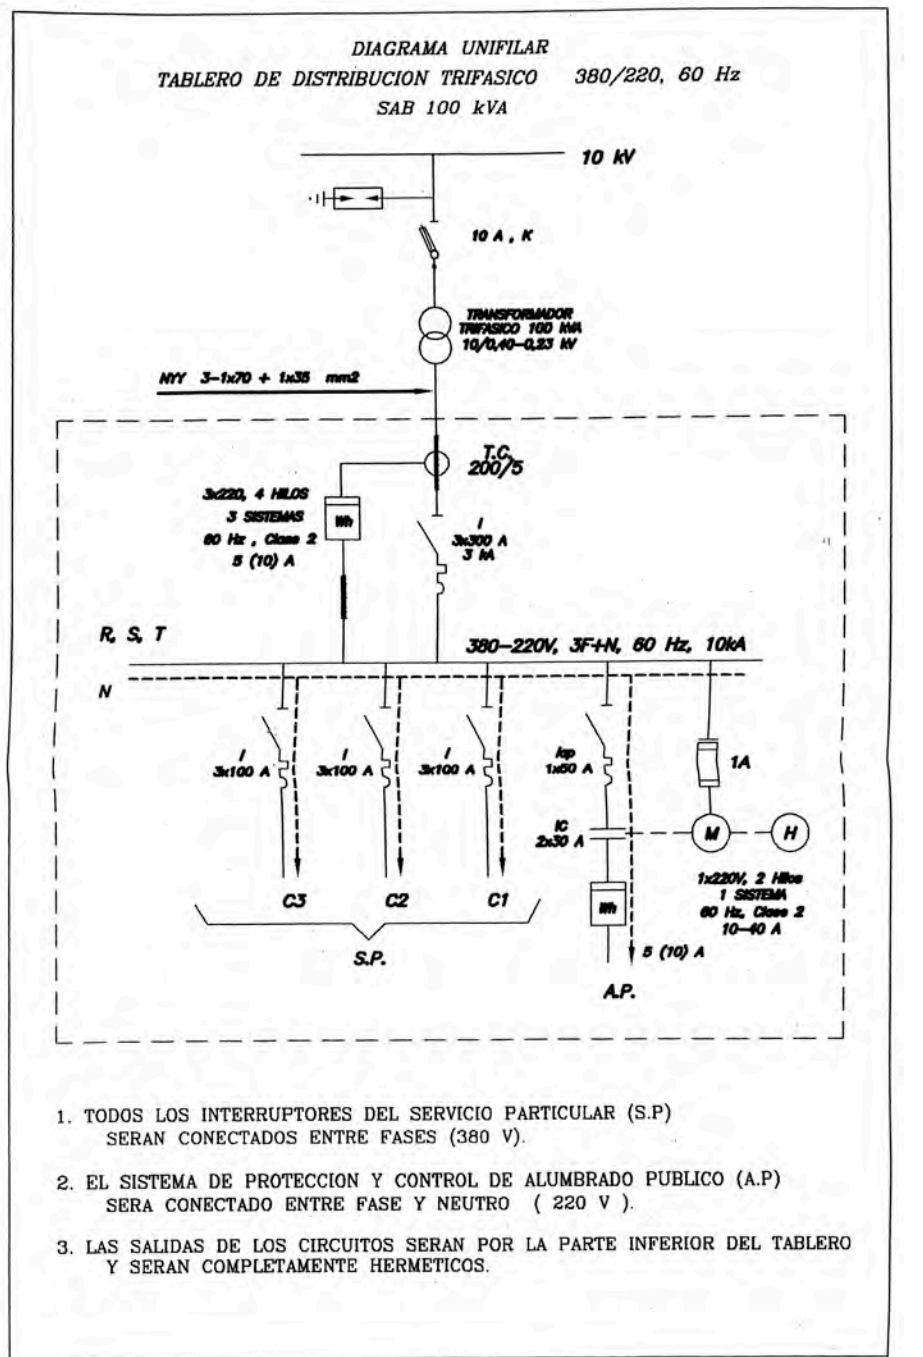 DIAGRAMA UNIFILAR
TABLERO DE DISTRIBUCION TRIFASICO 380/220, 60 Hz
SAB 100 kVA
10 kV
10 A , K
TRANSFORMADOR
TRIFASICO 100 kVA
10/0,40-0,23 kV
NYY 3-1x70 + 1x35 mm2
T.C.
200/5
3x220, 4 HILOS
3 SISTEMAS
60 Hz , Clase 2
5 (10) A
Wh
I
3x300 A
3 kA
R, S, T
380-220V, 3F+N, 60 Hz, 10kA
N
I
3x100 A
I
3x100 A
I
3x100 A
Iap
1x50 A
1A
IC
2x30 A
M
H
C3
C2
C1
Wh
1x220V, 2 Hilos
1 SISTEMA
60 Hz, Clase 2
10-40 A
S.P.
5 (10) A
A.P.
1. TODOS LOS INTERRUPTORES DEL SERVICIO PARTICULAR (S.P)
SERAN CONECTADOS ENTRE FASES (380 V).
2. EL SISTEMA DE PROTECCION Y CONTROL DE ALUMBRADO PUBLICO (A.P)
SERA CONECTADO ENTRE FASE Y NEUTRO ( 220 V ).
3. LAS SALIDAS DE LOS CIRCUITOS SERAN POR LA PARTE INFERIOR DEL TABLERO
Y SERAN COMPLETAMENTE HERMETICOS.